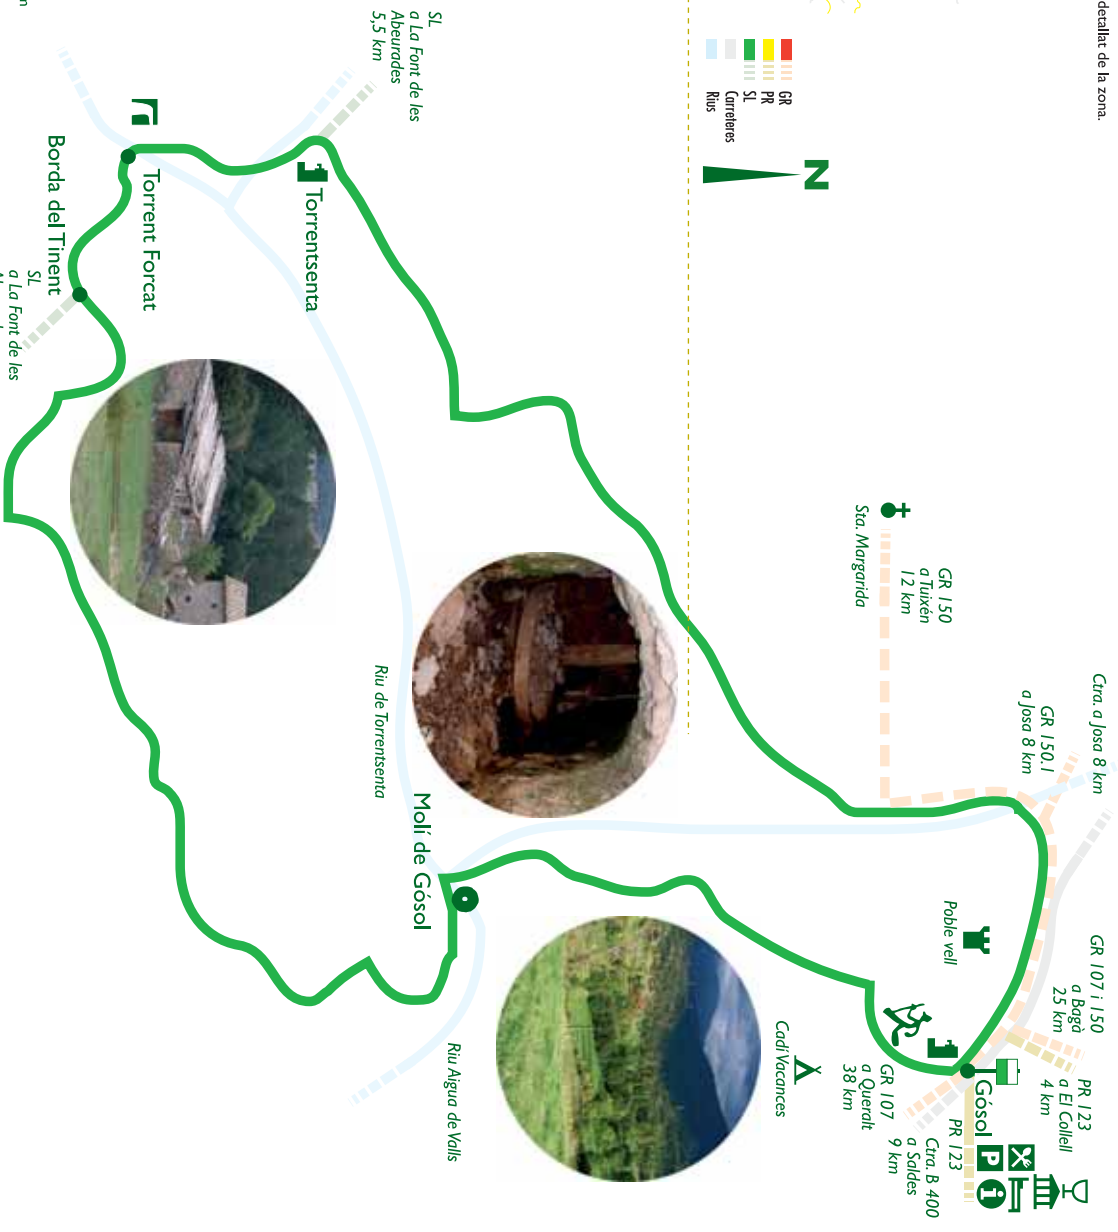 detallat de la zona.
GR
PR
SL
Carreteres
Rius
N
SL
a La Font de les
Abeurades
5,5 km
Torrentsenta
Torrent Forcat
Borda del Tinent
SL
a La Font de les
Sta. Margarida
GR 150
a Tuixén
12 km
Ctra. a Josa 8 km
GR 150.1
a Josa 8 km
Riu de Torrentsenta
Molí de Gósol
Poble vell
GR 107 i 150
a Bagà
25 km
PR 123
a El Collell
4 km
Gósol
P
i
PR 123
Ctra. B 400
a Saldes
9 km
GR 107
a Queralt
38 km
Cadí Vacances
Riu Aigua de Valls